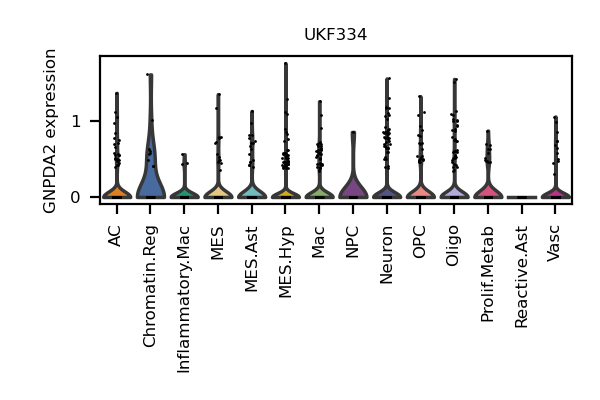 UKF334
GNPDA2 expression
1
0
AC
Chromatin.Reg
Inflammatory.Mac
MES
MES.Ast
MES.Hyp
Mac
NPC
Neuron
OPC
Oligo
Prolif.Metab
Reactive.Ast
Vasc